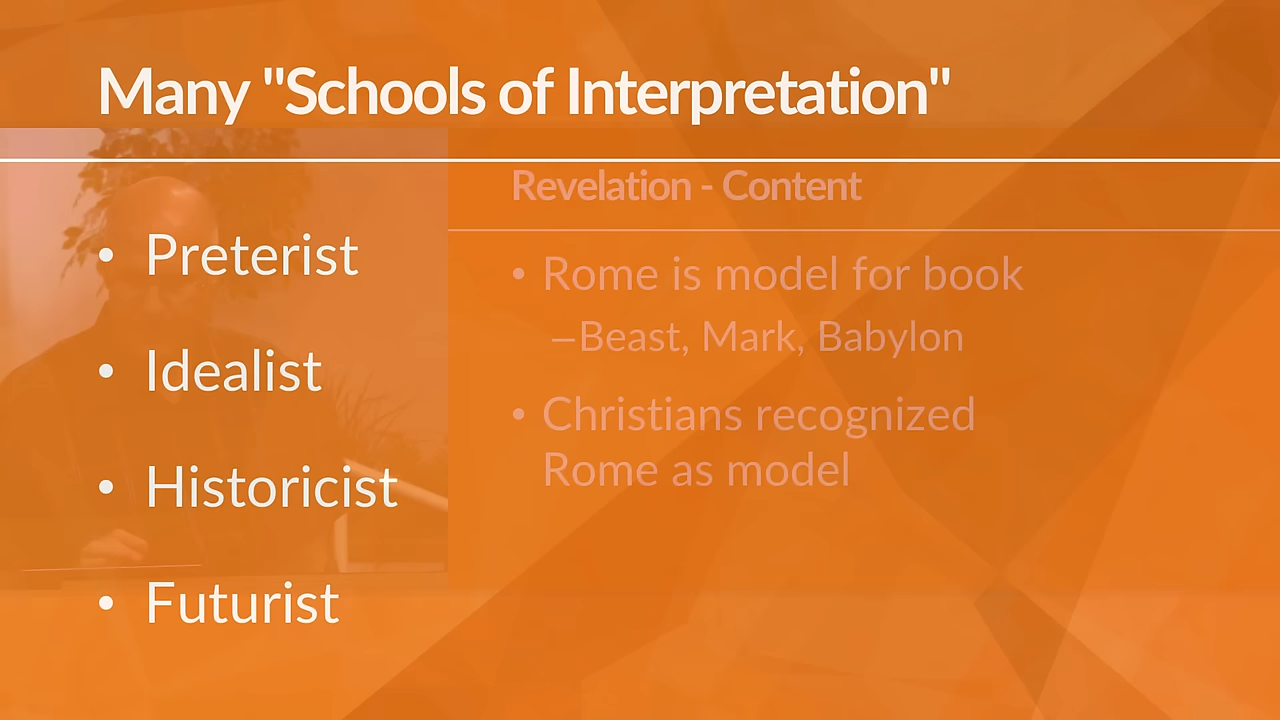 Many "Schools of Interpretation"
Revelation - Content
• Preterist
• Idealist
• Historicist
• Futurist
• Rome is model for book
–Beast, Mark, Babylon
• Christians recognized
Rome as model